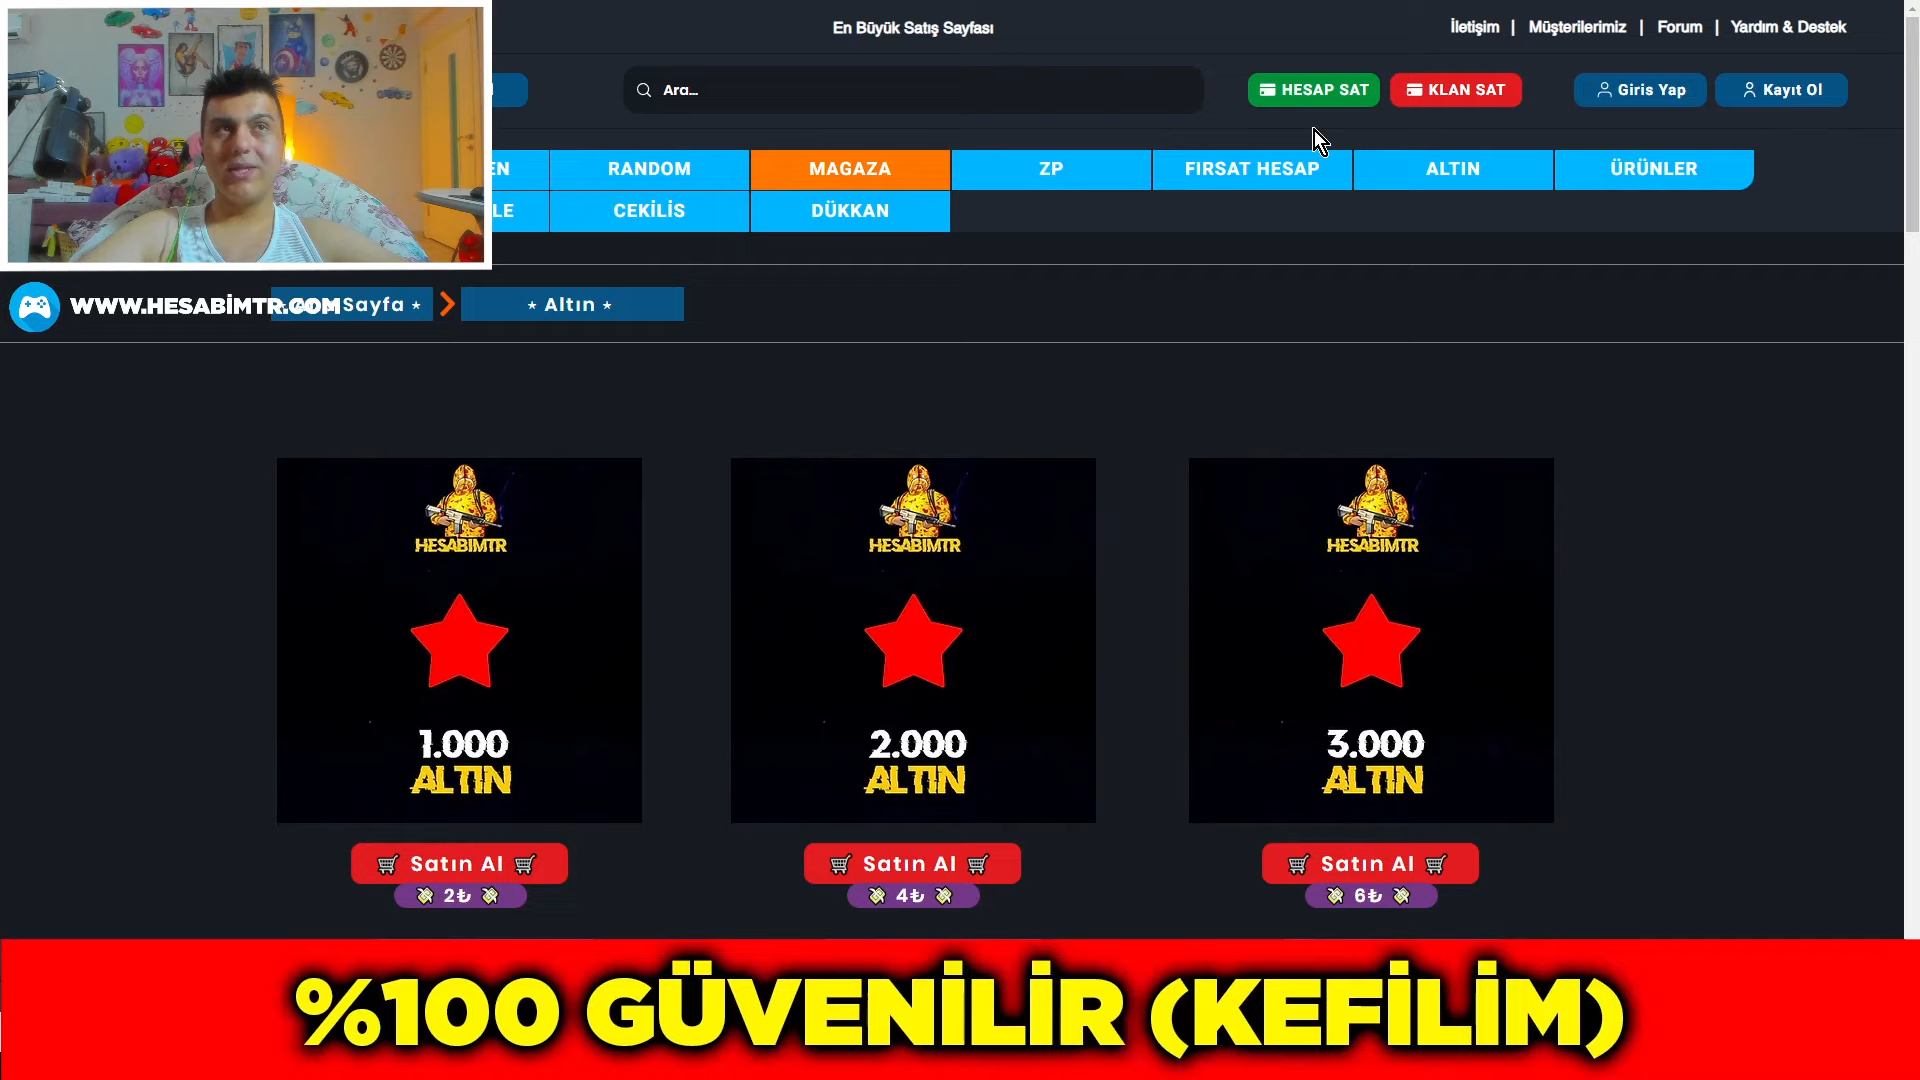 En Büyük Satış Sayfası
İletişim | Müşterilerimiz | Forum | Yardım & Destek
Ara...
HESAP SAT
KLAN SAT
Giris Yap
Kayıt Ol
EN
RANDOM
MAGAZA
ZP
FIRSAT HESAP
ALTIN
ÜRÜNLER
LE
CEKİLİS
DÜKKAN
WWW.HESABİMTR.COM
Sayfa ⋆
⋆ Altın ⋆
HESABIMTR
HESABIMTR
HESABIMTR
1.000
ALTIN
2.000
ALTIN
3.000
ALTIN
Satın Al
Satın Al
Satın Al
2₺
4₺
6₺
%100 GÜVENİLİR (KEFİLİM)